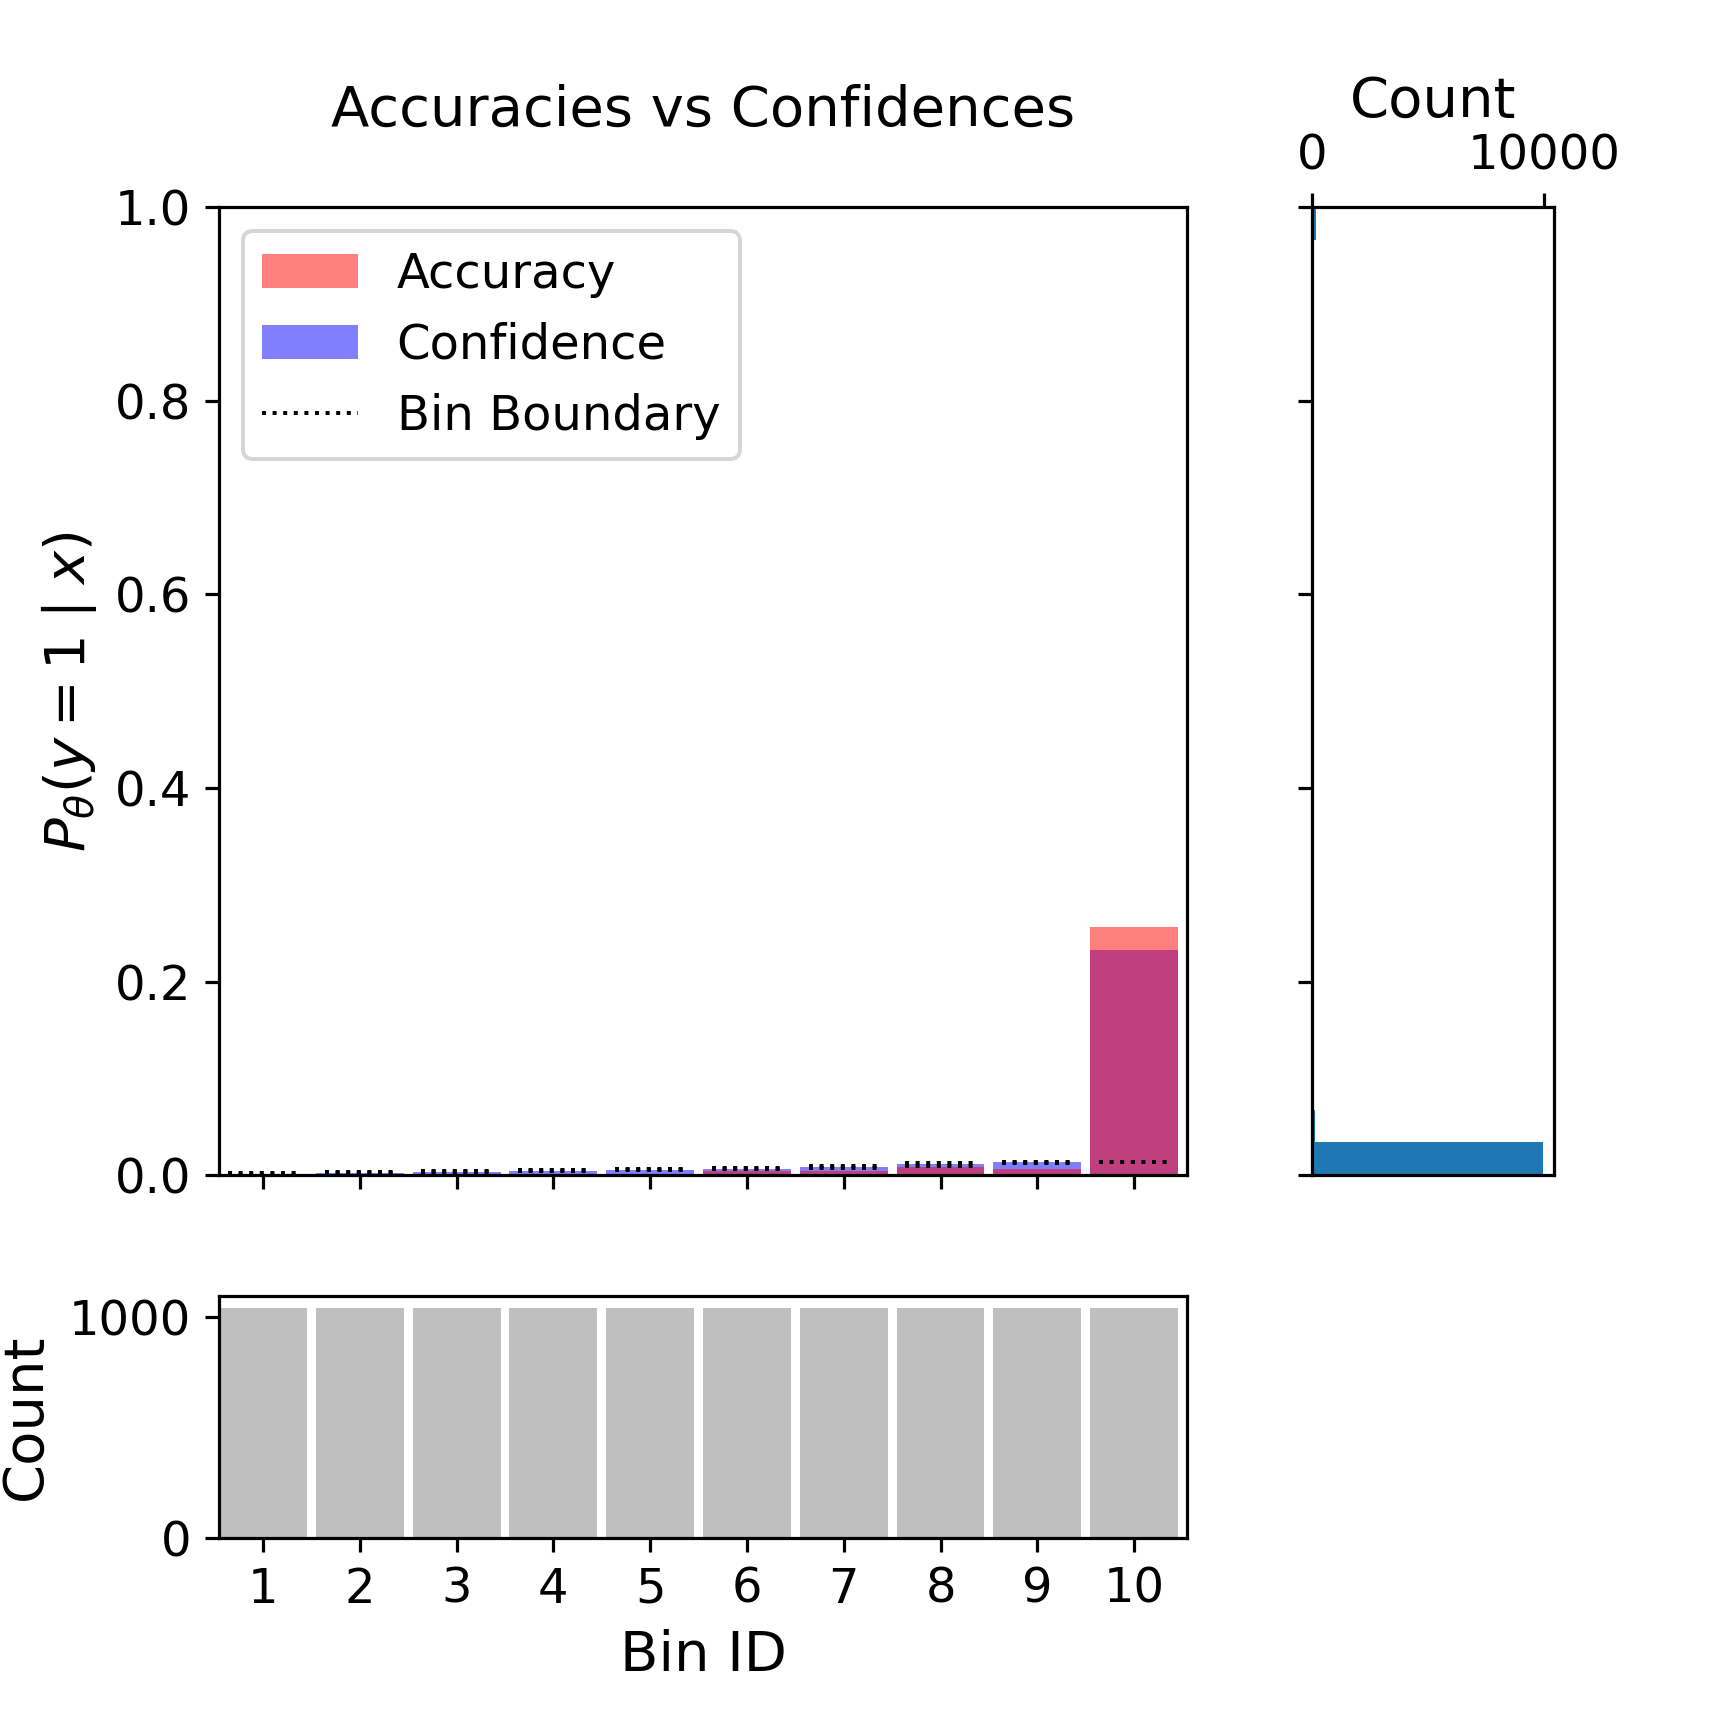 Accuracies vs Confidences
Count
0 10000
1.0
0.8
0.6
0.4
0.2
0.0
P_θ(y = 1 | x)
Accuracy
Confidence
Bin Boundary
1000
0
Count
1 2 3 4 5 6 7 8 9 10
Bin ID